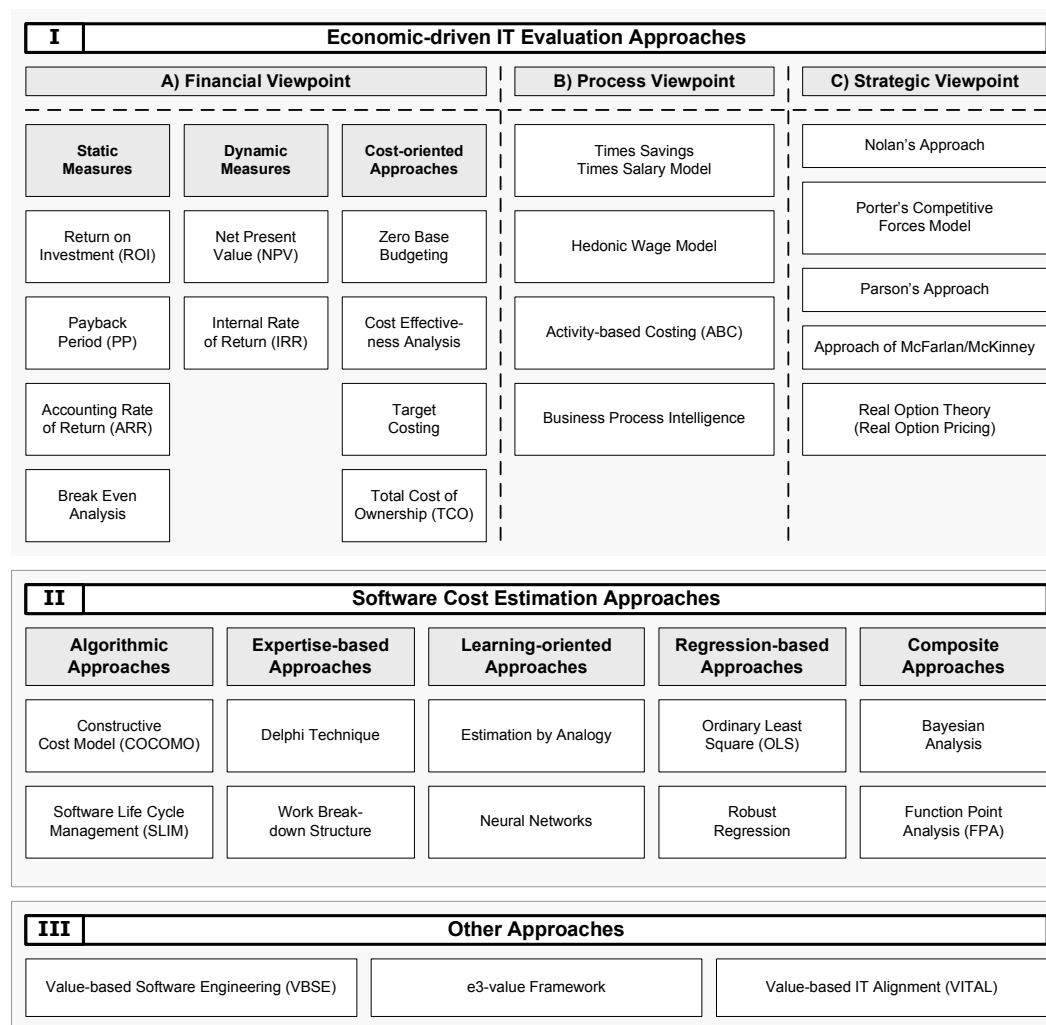 I
Economic-driven IT Evaluation Approaches
A) Financial Viewpoint
B) Process Viewpoint
C) Strategic Viewpoint
Static
Measures
Dynamic
Measures
Cost-oriented
Approaches
Return on
Investment (ROI)
Net Present
Value (NPV)
Zero Base
Budgeting
Payback
Period (PP)
Internal Rate
of Return (IRR)
Cost Effective-
ness Analysis
Accounting Rate
of Return (ARR)
Target
Costing
Break Even
Analysis
Total Cost of
Ownership (TCO)
Times Savings
Times Salary Model
Hedonic Wage Model
Activity-based Costing (ABC)
Business Process Intelligence
Nolan's Approach
Porter's Competitive
Forces Model
Parson's Approach
Approach of McFarlan/McKinney
Real Option Theory
(Real Option Pricing)
II
Software Cost Estimation Approaches
Algorithmic
Approaches
Expertise-based
Approaches
Learning-oriented
Approaches
Regression-based
Approaches
Composite
Approaches
Constructive
Cost Model (COCOMO)
Delphi Technique
Estimation by Analogy
Ordinary Least
Square (OLS)
Bayesian
Analysis
Software Life Cycle
Management (SLIM)
Work Break-
down Structure
Neural Networks
Robust
Regression
Function Point
Analysis (FPA)
III
Other Approaches
Value-based Software Engineering (VBSE)
e3-value Framework
Value-based IT Alignment (VITAL)